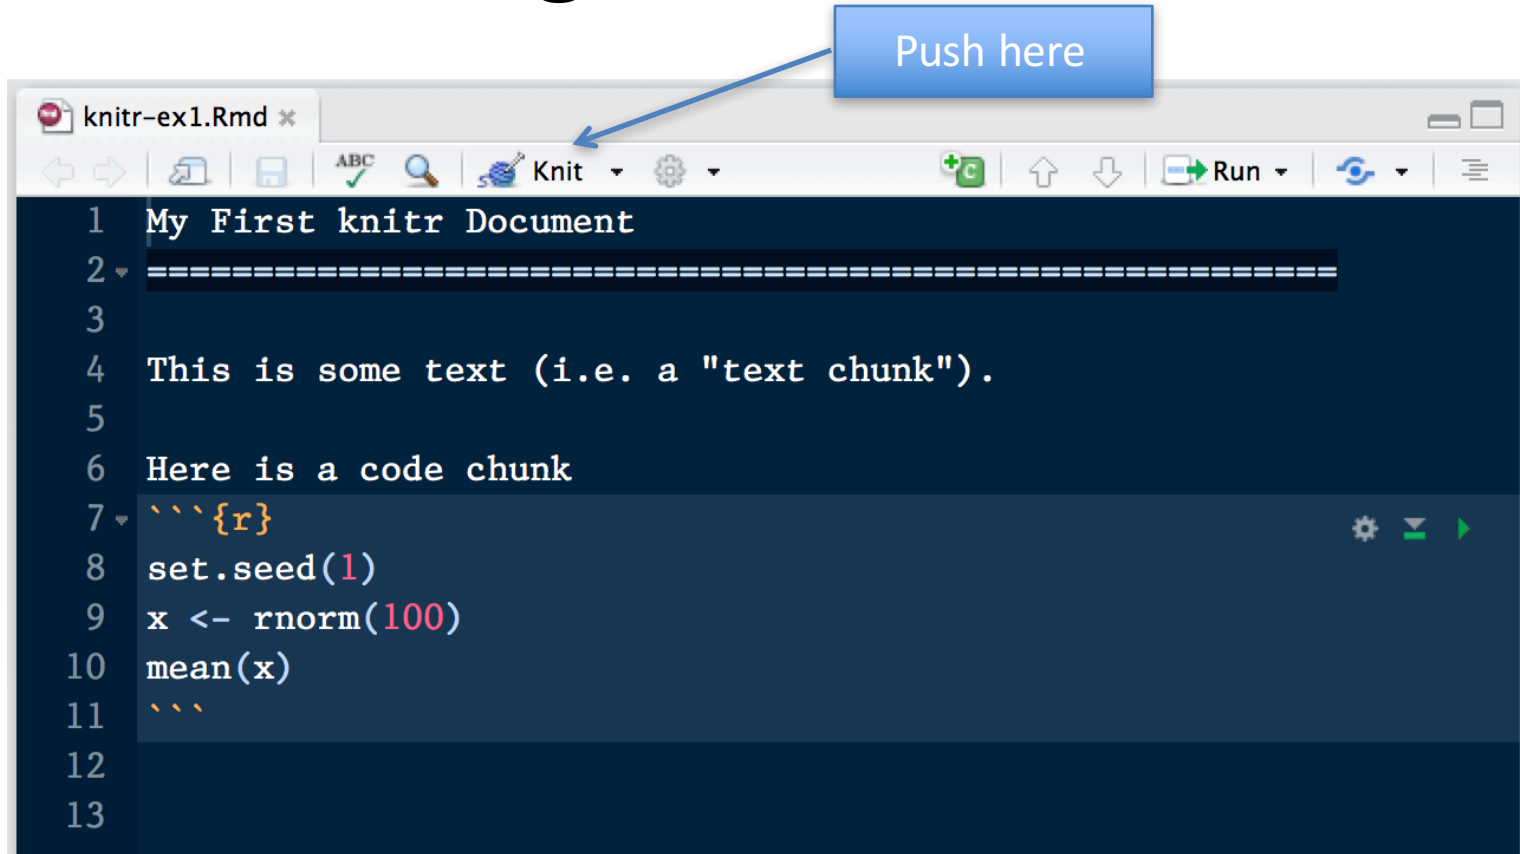 Push here
knitr-ex1.Rmd
ABC Knit C Run
1 My First knitr Document
2 ========================================================
3
4 This is some text (i.e. a "text chunk").
5
6 Here is a code chunk
7 ```{r}
8 set.seed(1)
9 x <- rnorm(100)
10 mean(x)
11 ```
12
13